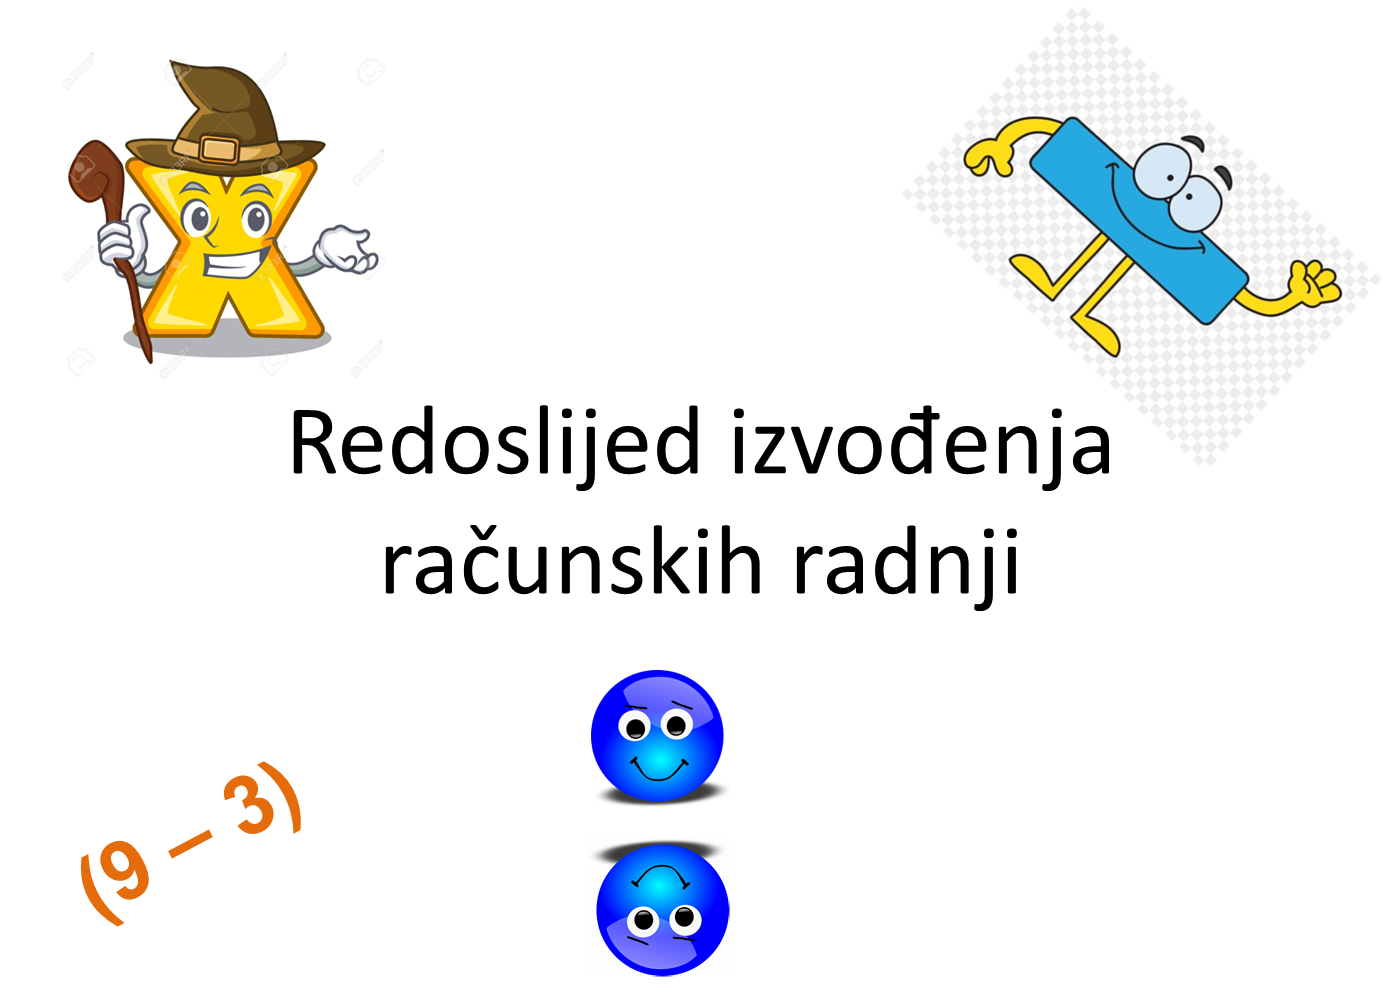 Redoslijed izvođenja
računskih radnji
(9 – 3)